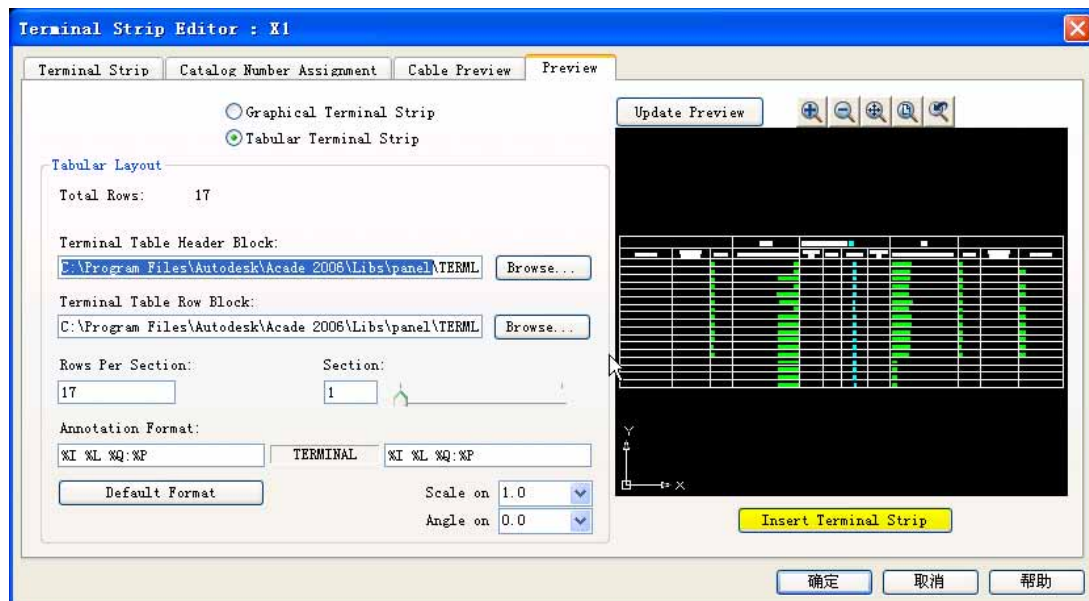 Terminal Strip Editor : X1
Terminal Strip
Catalog Number Assignment
Cable Preview
Preview
Graphical Terminal Strip
Tabular Terminal Strip
Update Preview
Tabular Layout
Total Rows: 17
Terminal Table Header Block:
C:\Program Files\Autodesk\Acade 2006\Libs\panel\TERML
Browse...
Terminal Table Row Block:
C:\Program Files\Autodesk\Acade 2006\Libs\panel\TERML
Browse...
Rows Per Section: Section:
17 1
Annotation Format:
%I %L %Q:%P TERMINAL %I %L %Q:%P
Default Format
Scale on 1.0
Angle on 0.0
Y
X
Insert Terminal Strip
确定 取消 帮助